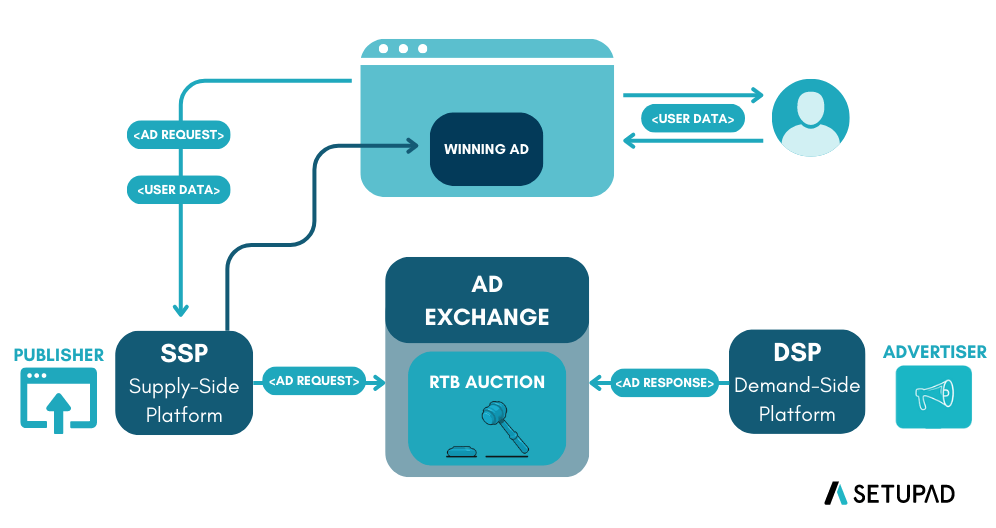 <AD REQUEST>
<USER DATA>
WINNING AD
<USER DATA>
AD
EXCHANGE
PUBLISHER
SSP
Supply-Side
Platform
<AD REQUEST>
RTB AUCTION
<AD RESPONSE>
DSP
Demand-Side
Platform
ADVERTISER
SETUPAD